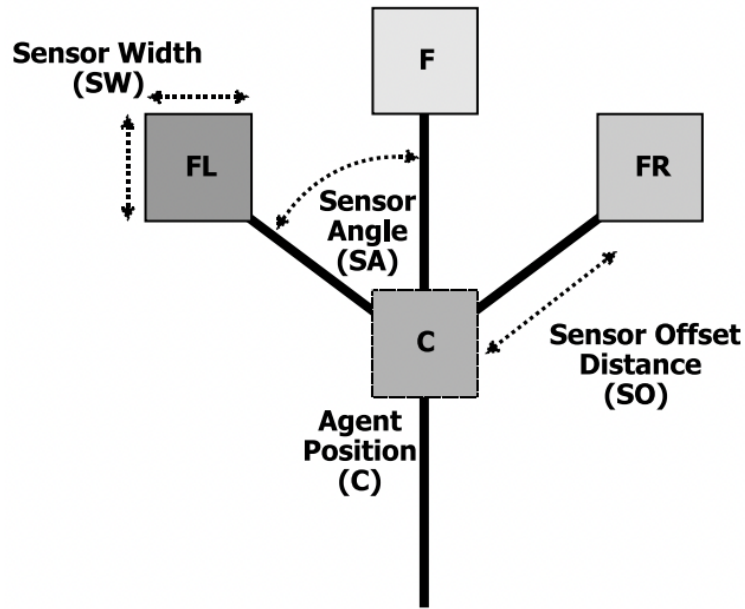 F
Sensor Width
(SW)
FL
FR
Sensor
Angle
(SA)
C
Sensor Offset
Distance
(SO)
Agent
Position
(C)